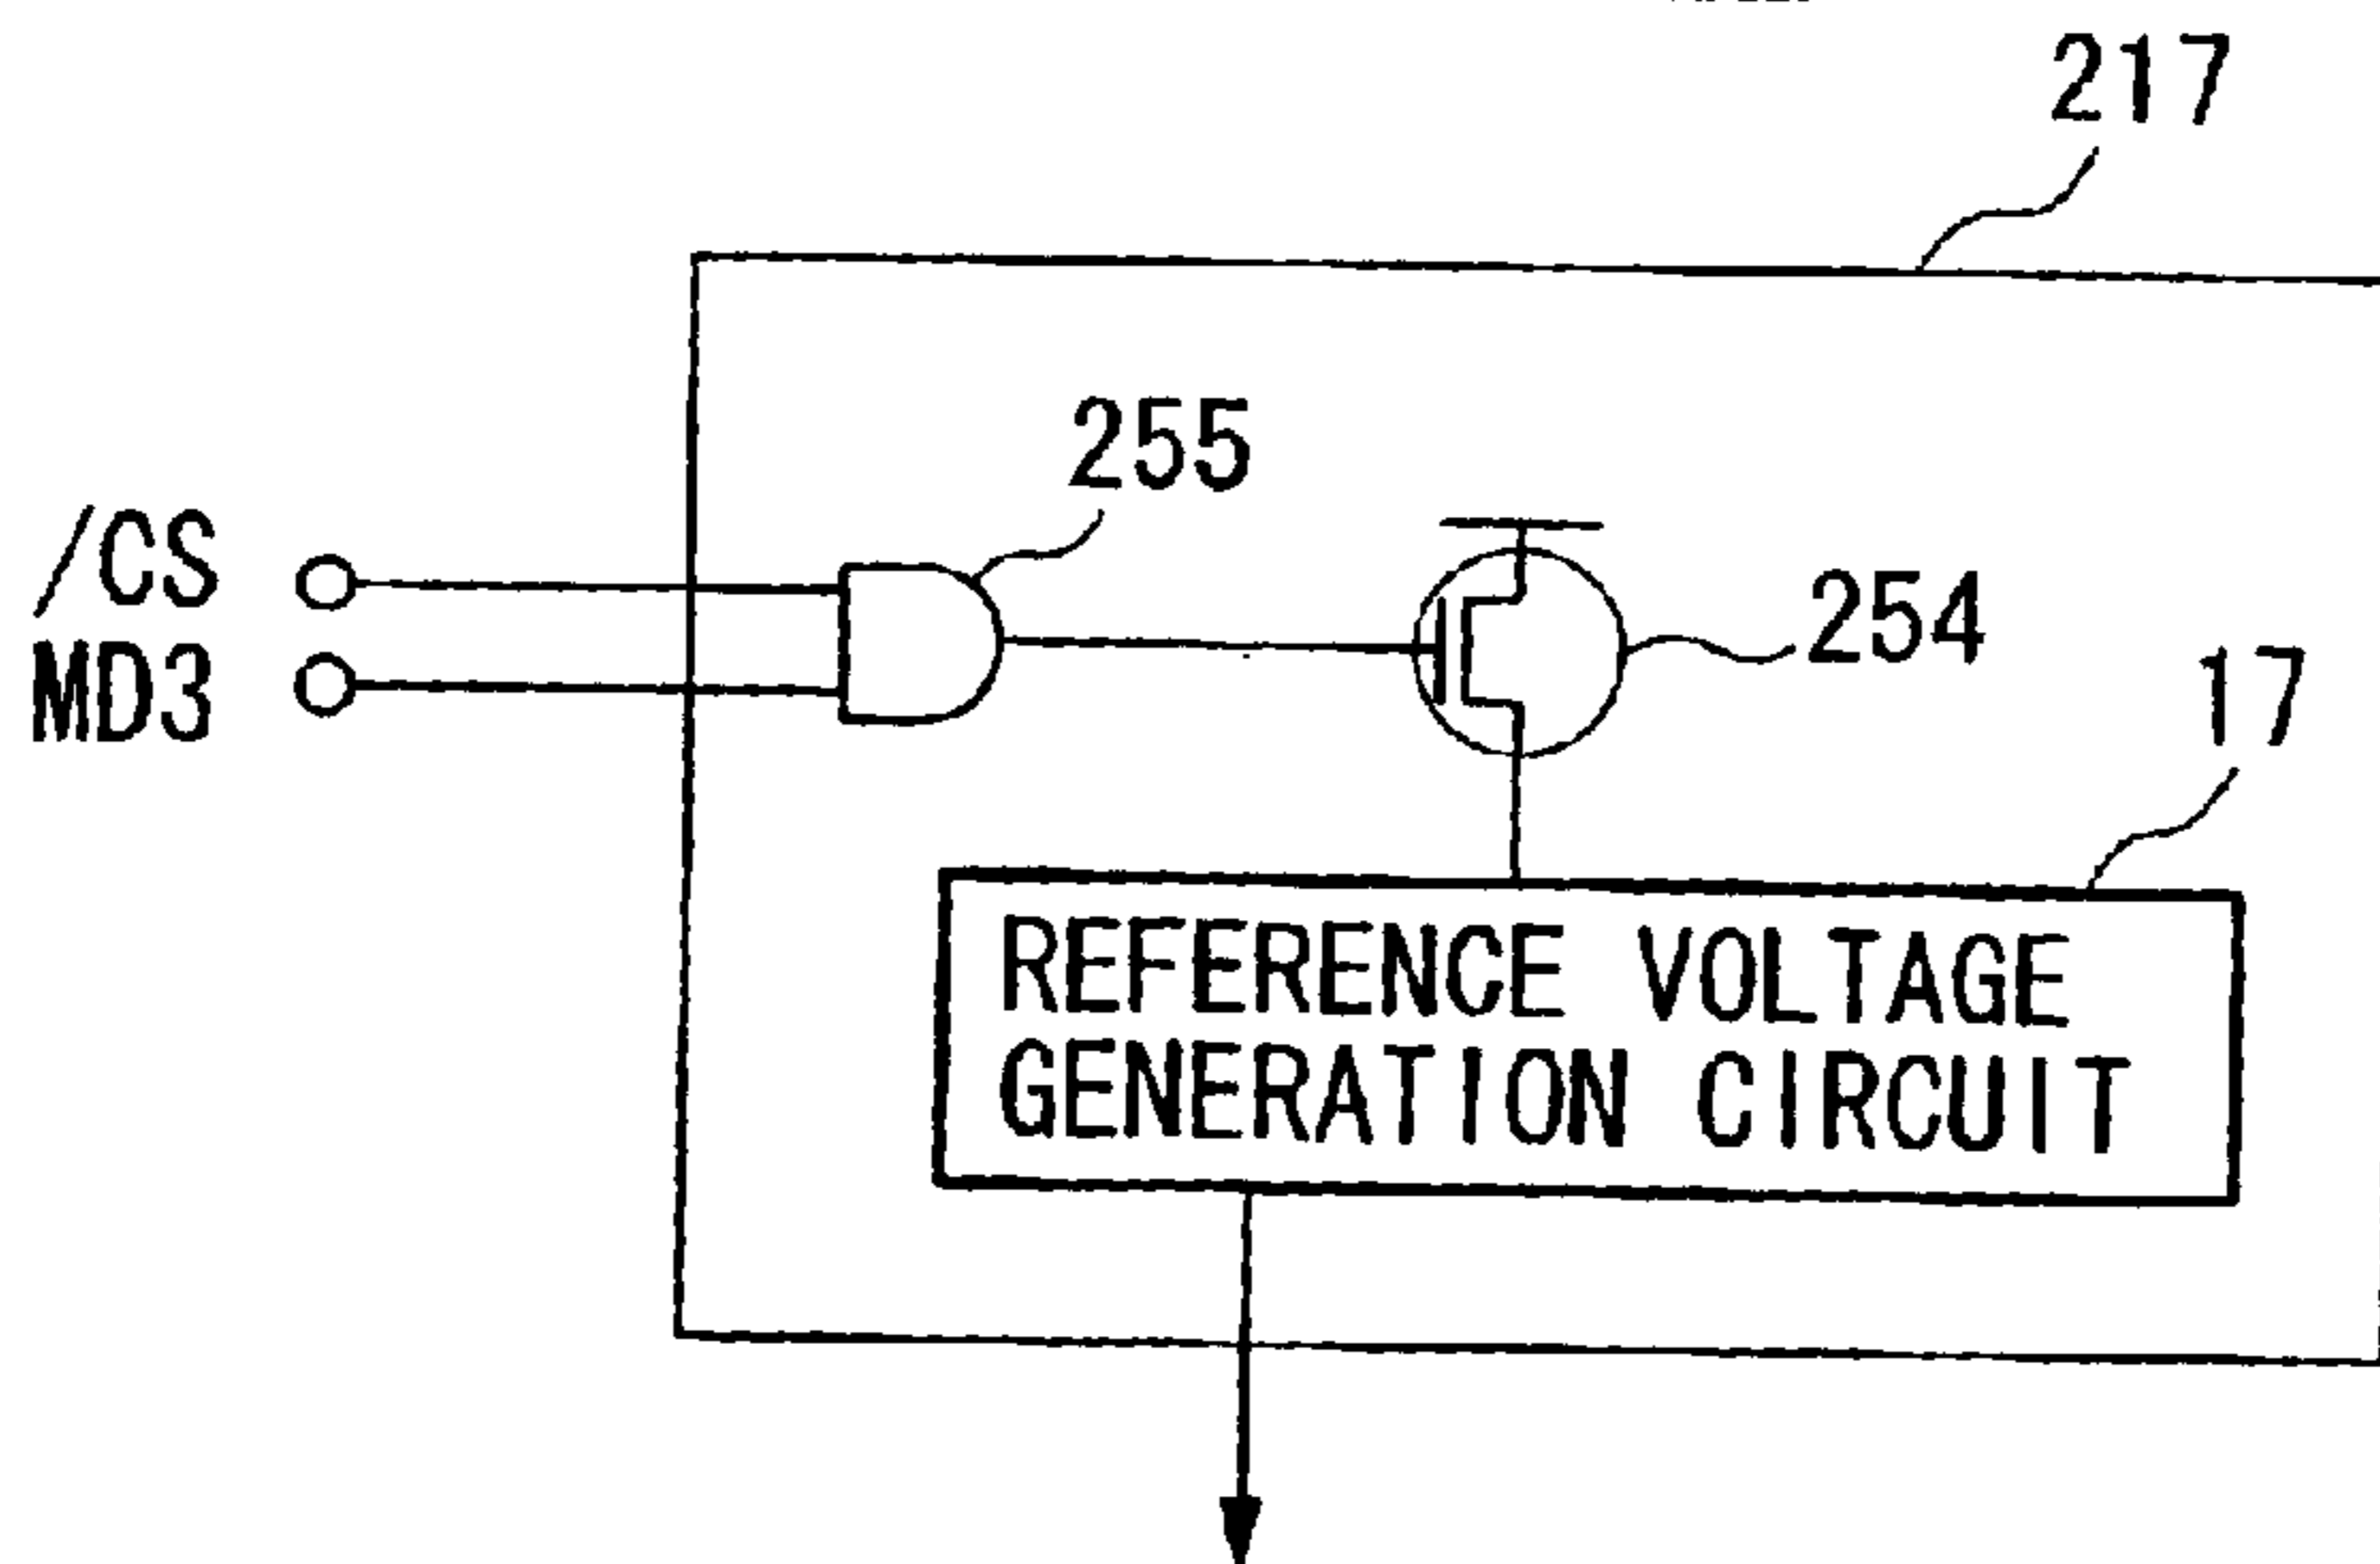 217
255
/CS
254
MD3
17
REFERENCE VOLTAGE
GENERATION CIRCUIT